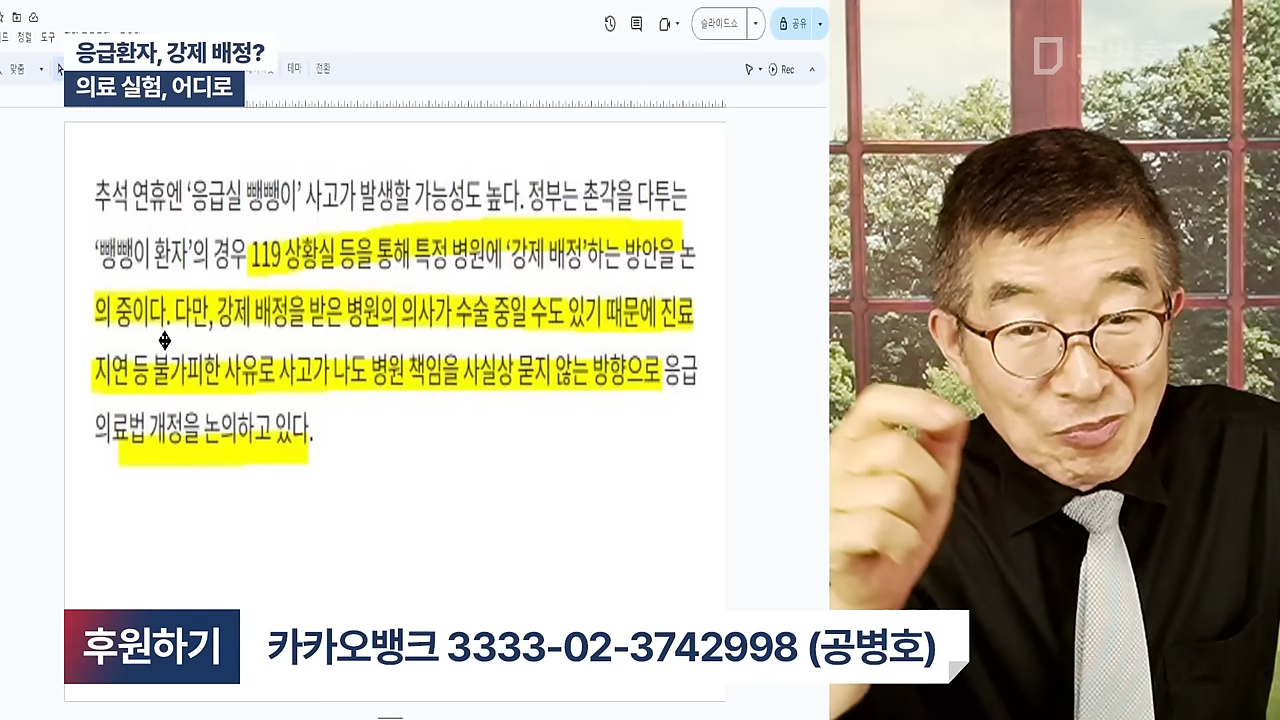 정렬 도구
슬라이드쇼
공유
응급환자, 강제 배정?
맞춤
테마
전환
Rec
의료 실험, 어디로
추석 연휴엔 ‘응급실 뺑뺑이’ 사고가 발생할 가능성도 높다. 정부는 촌각을 다투는
‘뺑뺑이 환자’의 경우 119 상황실 등을 통해 특정 병원에 ‘강제 배정’하는 방안을 논
의 중이다. 다만, 강제 배정을 받은 병원의 의사가 수술 중일 수도 있기 때문에 진료
지연 등 불가피한 사유로 사고가 나도 병원 책임을 사실상 묻지 않는 방향으로 응급
의료법 개정을 논의하고 있다.
후원하기
카카오뱅크 3333-02-3742998 (공병호)